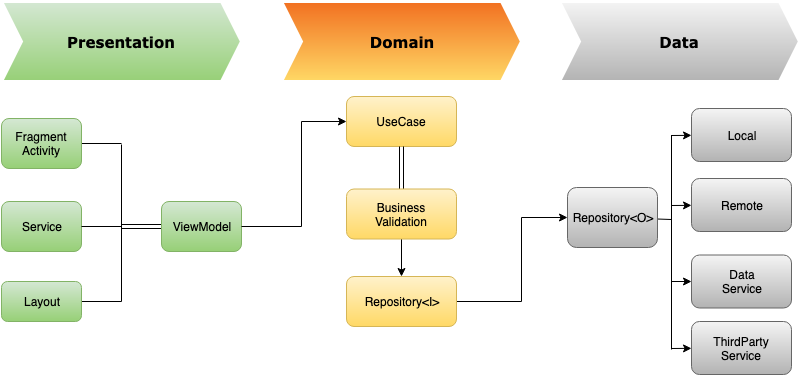 Presentation
Domain
Data
Fragment
Activity
Service
Layout
ViewModel
UseCase
Business
Validation
Repository<I>
Repository<O>
Local
Remote
Data
Service
ThirdParty
Service